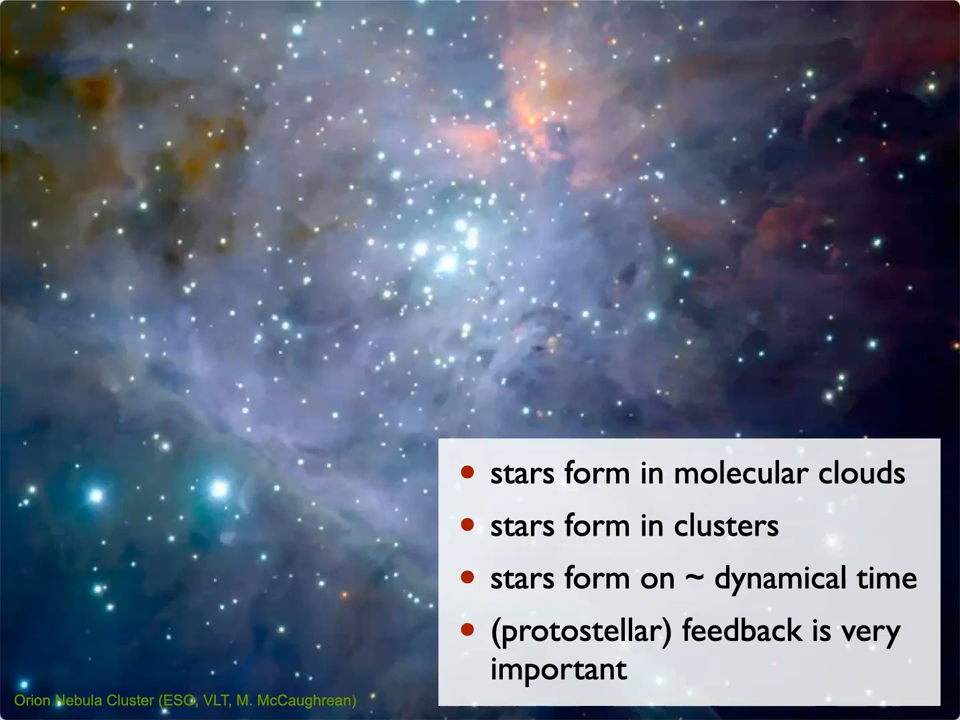 • stars form in molecular clouds
• stars form in clusters
• stars form on ~ dynamical time
• (protostellar) feedback is very
important
Orion Nebula Cluster (ESO, VLT, M. McCaughrean)